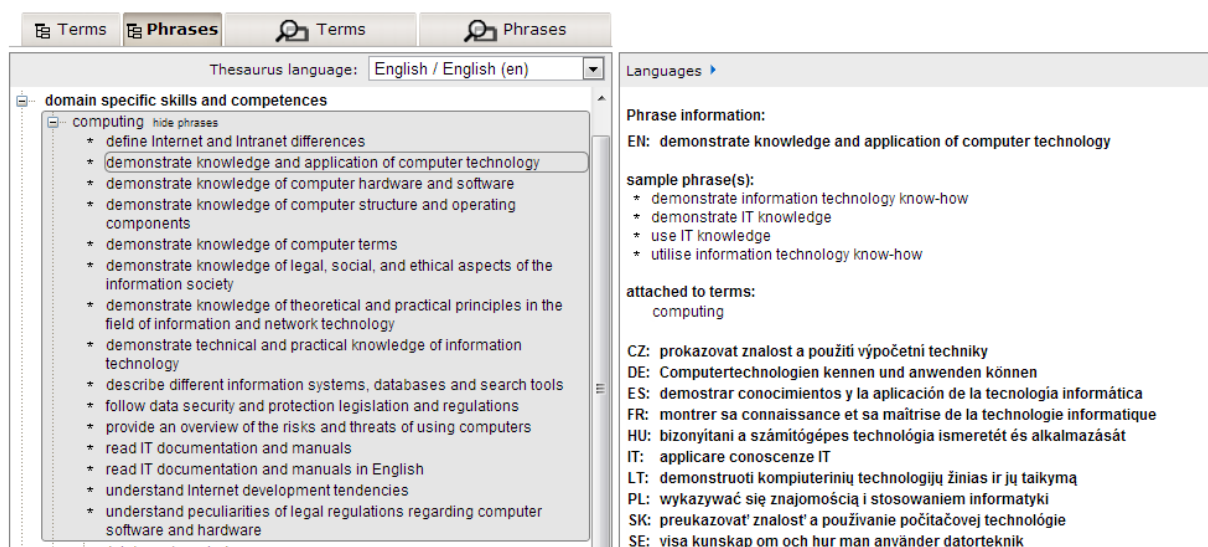 Terms
Phrases
Terms
Phrases
Thesaurus language: English / English (en)
domain specific skills and competences
computing hide phrases
* define Internet and Intranet differences
* demonstrate knowledge and application of computer technology
* demonstrate knowledge of computer hardware and software
* demonstrate knowledge of computer structure and operating
components
* demonstrate knowledge of computer terms
* demonstrate knowledge of legal, social, and ethical aspects of the
information society
* demonstrate knowledge of theoretical and practical principles in the
field of information and network technology
* demonstrate technical and practical knowledge of information
technology
* describe different information systems, databases and search tools
* follow data security and protection legislation and regulations
* provide an overview of the risks and threats of using computers
* read IT documentation and manuals
* read IT documentation and manuals in English
* understand Internet development tendencies
* understand peculiarities of legal regulations regarding computer
software and hardware
Languages
Phrase information:
EN: demonstrate knowledge and application of computer technology
sample phrase(s):
* demonstrate information technology know-how
* demonstrate IT knowledge
* use IT knowledge
* utilise information technology know-how
attached to terms:
computing
CZ: prokazovat znalost a použití výpočetní techniky
DE: Computertechnologien kennen und anwenden können
ES: demostrar conocimientos y la aplicación de la tecnología informática
FR: montrer sa connaissance et sa maîtrise de la technologie informatique
HU: bizonyítani a számítógépes technológia ismeretét és alkalmazását
IT: applicare conoscenze IT
LT: demonstruoti kompiuterinių technologijų žinias ir jų taikymą
PL: wykazywać się znajomością i stosowaniem informatyki
SK: preukazovať znalosť a používanie počítačovej technológie
SE: visa kunskap om och hur man använder datorteknik